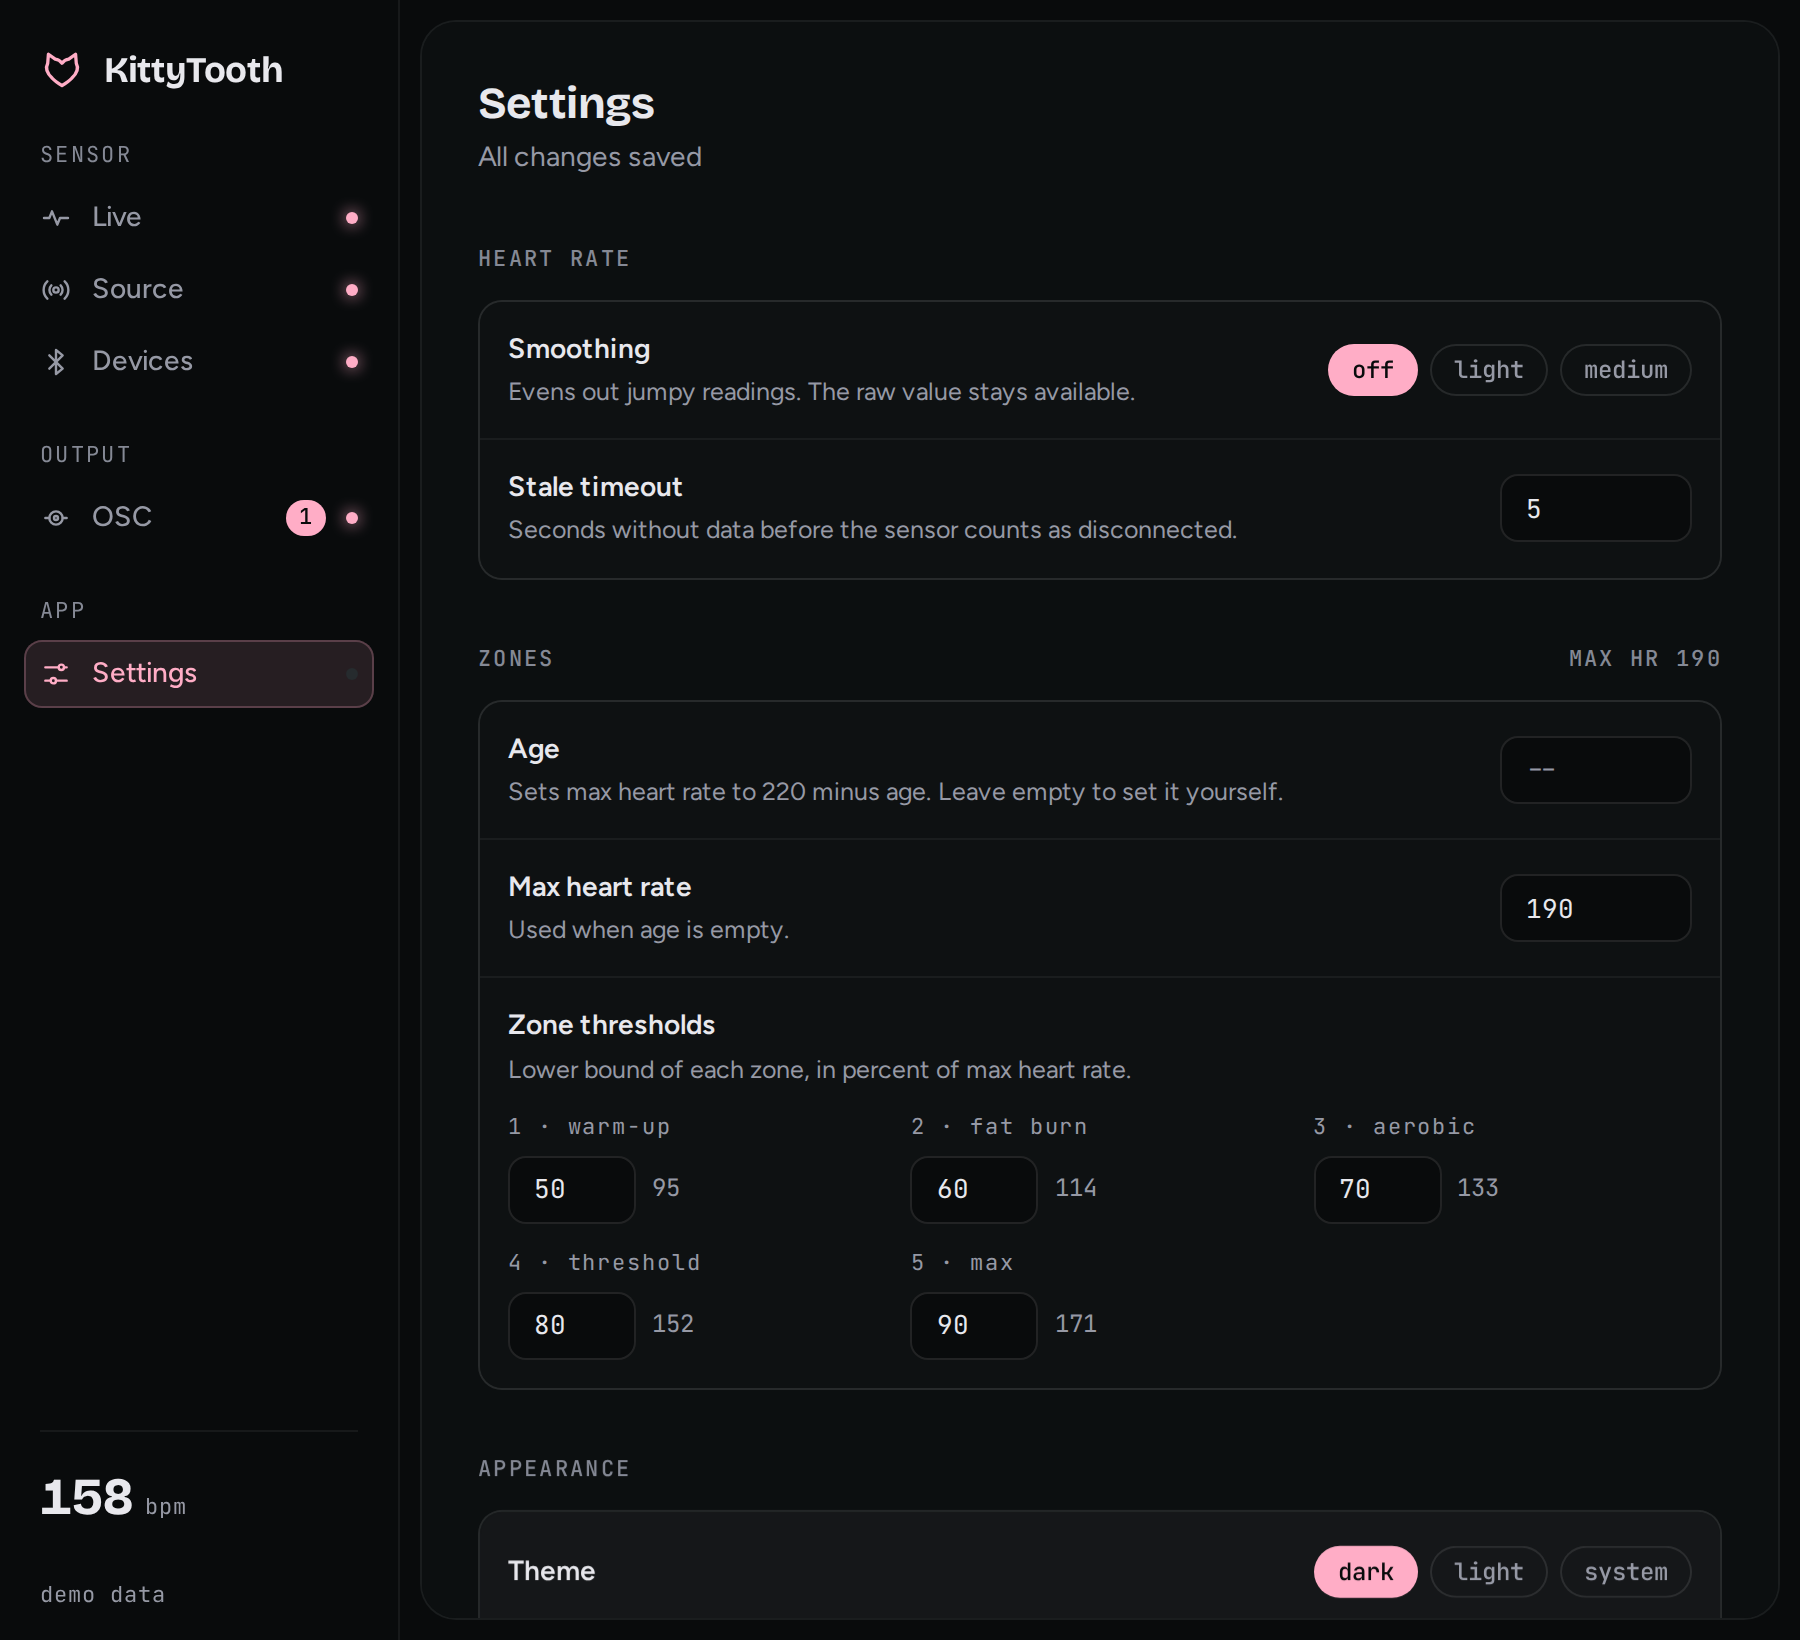 KittyTooth
SENSOR
Live
Source
Devices
OUTPUT
OSC 1
APP
Settings
158 bpm
demo data
Settings
All changes saved
HEART RATE
Smoothing
Evens out jumpy readings. The raw value stays available.
off light medium
Stale timeout
Seconds without data before the sensor counts as disconnected.
5
ZONES MAX HR 190
Age
Sets max heart rate to 220 minus age. Leave empty to set it yourself.
--
Max heart rate
Used when age is empty.
190
Zone thresholds
Lower bound of each zone, in percent of max heart rate.
1 · warm-up 2 · fat burn 3 · aerobic
50 95 60 114 70 133
4 · threshold 5 · max
80 152 90 171
APPEARANCE
Theme dark light system